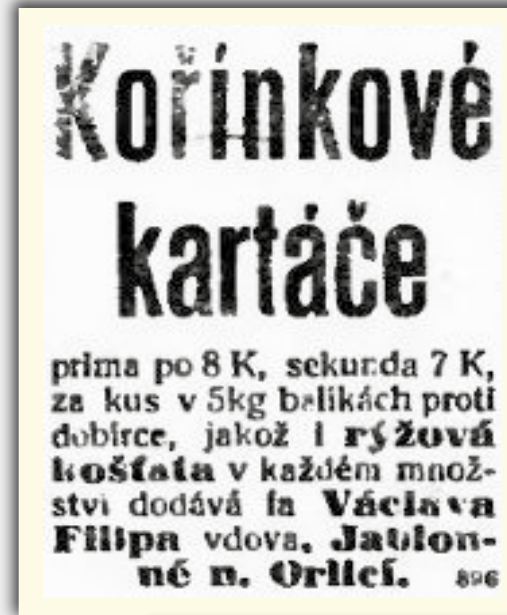 Kořínkové
kartáče
prima po 8 K, sekunda 7 K,
za kus v 5kg balíkách proti
dobírce, jakož i rýžová
košťata v každém množ-
ství dodává fa Václava
Filipa vdova, Jablon-
né n. Orlicí. 896